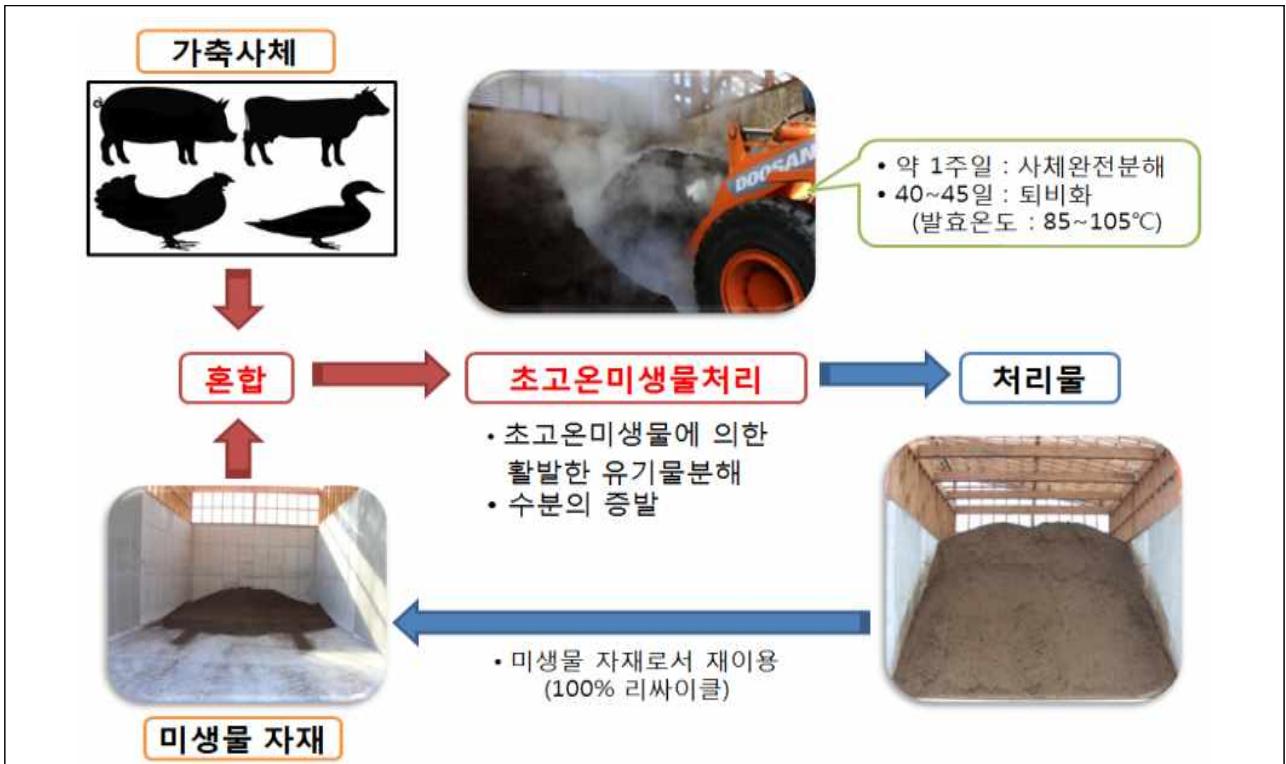 가축사체
DOOSAN
• 약 1주일 : 사체완전분해
• 40~45일 : 퇴비화
(발효온도 : 85~105℃)
혼합
초고온미생물처리
처리물
• 초고온미생물에 의한
활발한 유기물분해
• 수분의 증발
• 미생물 자재로서 재이용
(100% 리싸이클)
미생물 자재